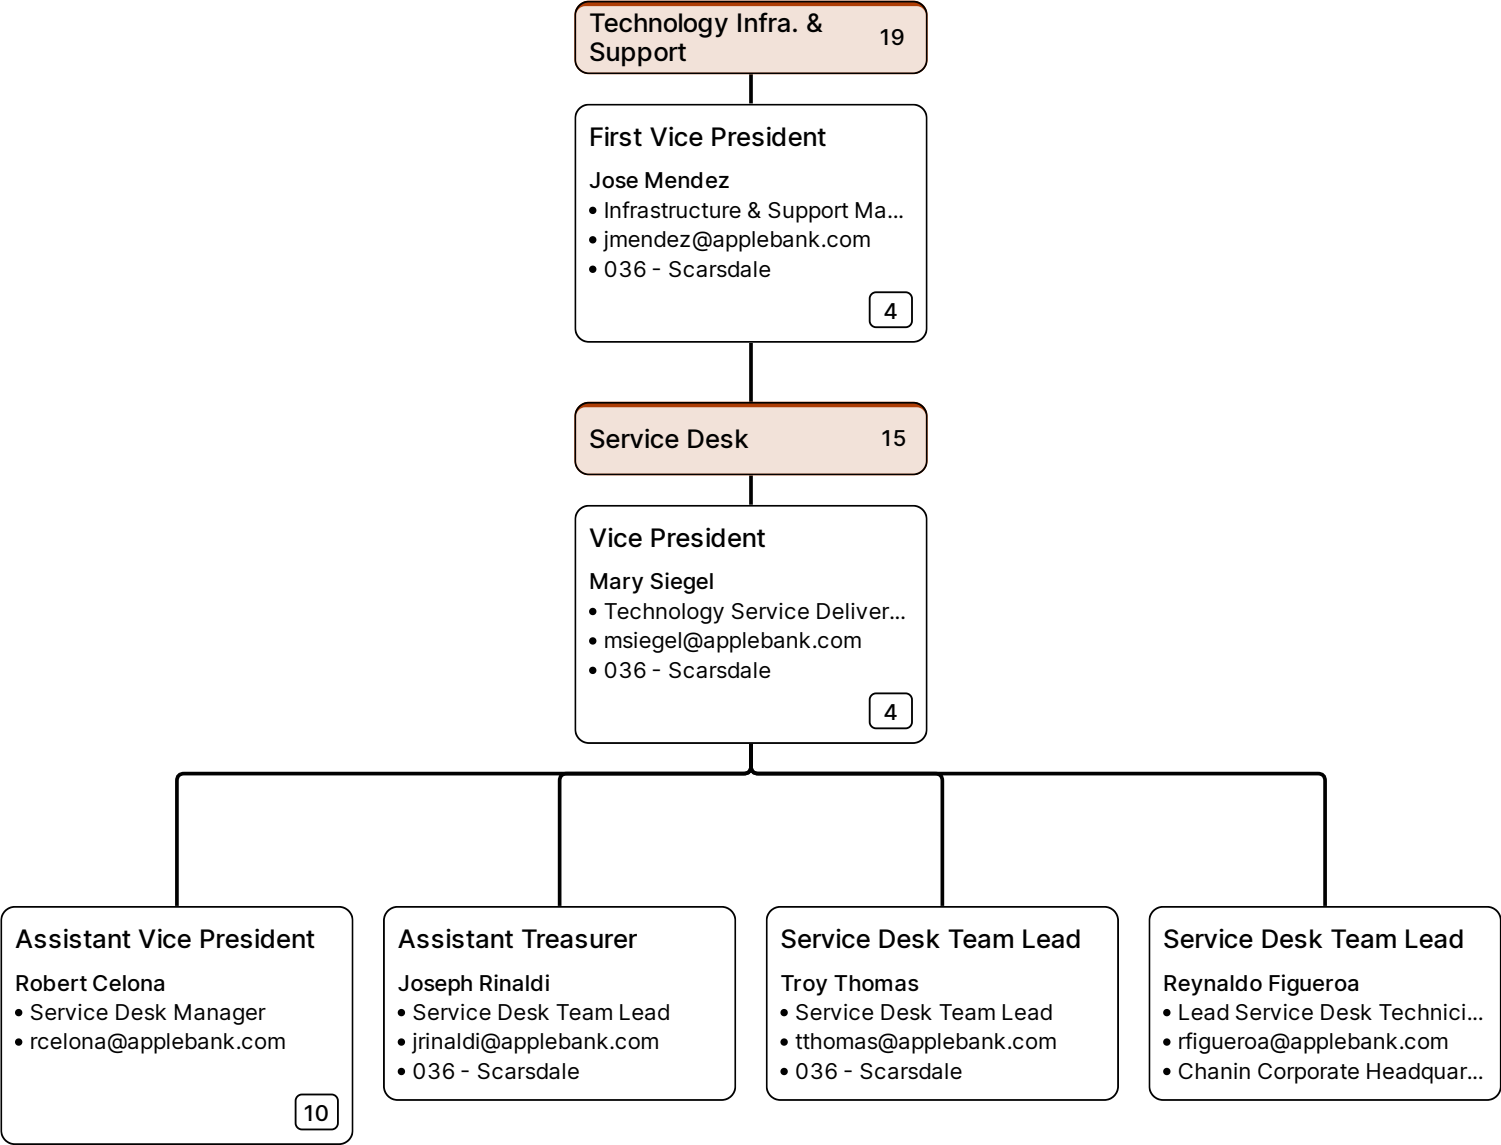 Technology Infra. &
Support
19
First Vice President
Jose Mendez
• Infrastructure & Support Ma...
• jmendez@applebank.com
• 036 - Scarsdale
4
Service Desk
15
Vice President
Mary Siegel
• Technology Service Deliver...
• msiegel@applebank.com
• 036 - Scarsdale
4
Assistant Vice President
Robert Celona
• Service Desk Manager
• rcelona@applebank.com
10
Assistant Treasurer
Joseph Rinaldi
• Service Desk Team Lead
• jrinaldi@applebank.com
• 036 - Scarsdale
Service Desk Team Lead
Troy Thomas
• Service Desk Team Lead
• tthomas@applebank.com
• 036 - Scarsdale
Service Desk Team Lead
Reynaldo Figueroa
• Lead Service Desk Technici...
• rfigueroa@applebank.com
• Chanin Corporate Headquar...